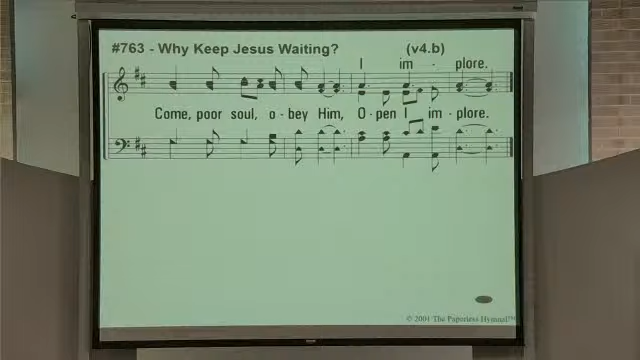 #763 - Why Keep Jesus Waiting? (v4.b)
I im - plore.
Come, poor soul, o - bey Him, O - pen I im - plore.
© 2001 The Paperless Hymnal™